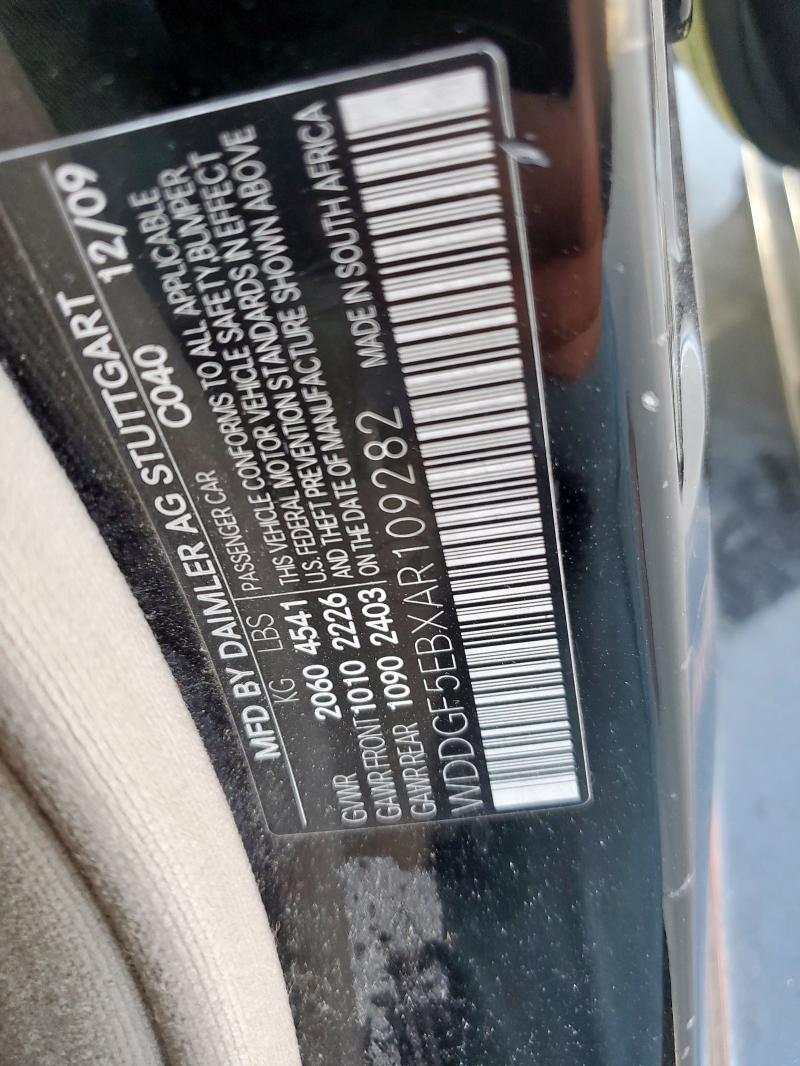 MFD BY DAIMLER AG STUTTGART 12/09
KG LBS C040
PASSENGER CAR
GVWR 2060 4541
GAWR FRONT 1010 2226
GAWR REAR 1090 2403
THIS VEHICLE CONFORMS TO ALL APPLICABLE
U.S. FEDERAL MOTOR VEHICLE SAFETY, BUMPER
AND THEFT PREVENTION STANDARDS IN EFFECT
ON THE DATE OF MANUFACTURE SHOWN ABOVE
WDDGF5EBXAR109282 MADE IN SOUTH AFRICA